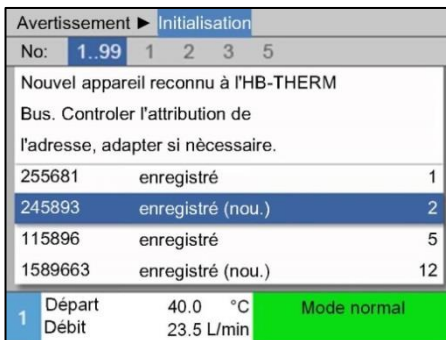 Avertissement ► Initialisation
No: 1..99 1 2 3 5
Nouvel appareil reconnu à l'HB-THERM
Bus. Controler l'attribution de
l'adresse, adapter si nècessaire.
255681 enregistré 1
245893 enregistré (nou.) 2
115896 enregistré 5
1589663 enregistré (nou.) 12
1 Départ 40.0 °C Mode normal
Débit 23.5 L/min